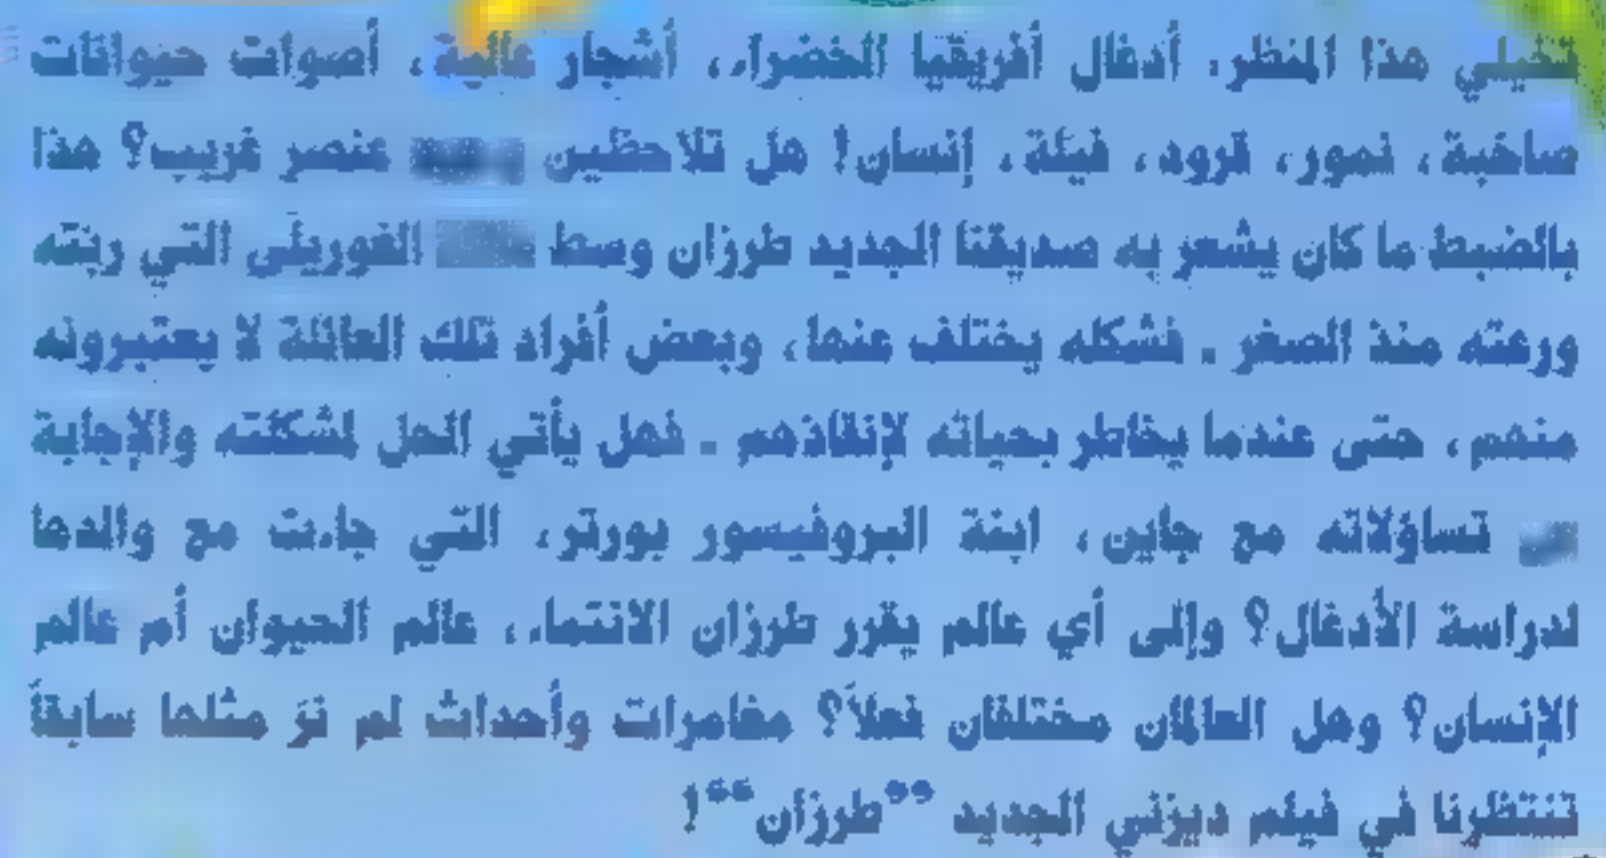 تخيلي هذا المنظر: أدغال أفريقيا الخضراء، أشجار عالية، أصوات حيوانات
صاخبة، نمور، قرود، فيلة، إنسان! هل تلاحظين عنصر غريب؟ هذا
بالضبط ما كان يشعر به صديقنا الجديد طرزان وسط الغوريلى التي ربته
ورعته منذ الصغر. فشكله يختلف عنها، وبعض أفراد تلك العائلة لا يعتبرونه
منهم، حتى عندما يخاطر بحياته لإنقاذهم. فهل يأتي الحل لمشكلته والإجابة
تساؤلاته مع جاين، ابنة البروفيسور بورتر، التي جاءت مع والدها
لدراسة الأدغال؟ وإلى أي عالم يقرر طرزان الانتماء، عالم الحيوان أم عالم
الإنسان؟ وهل العالمان مختلفان فعلاً؟ مغامرات وأحداث لم نرَ مثلها سابقاً
تنتظرنا في فيلم ديزني الجديد "طرزان"!